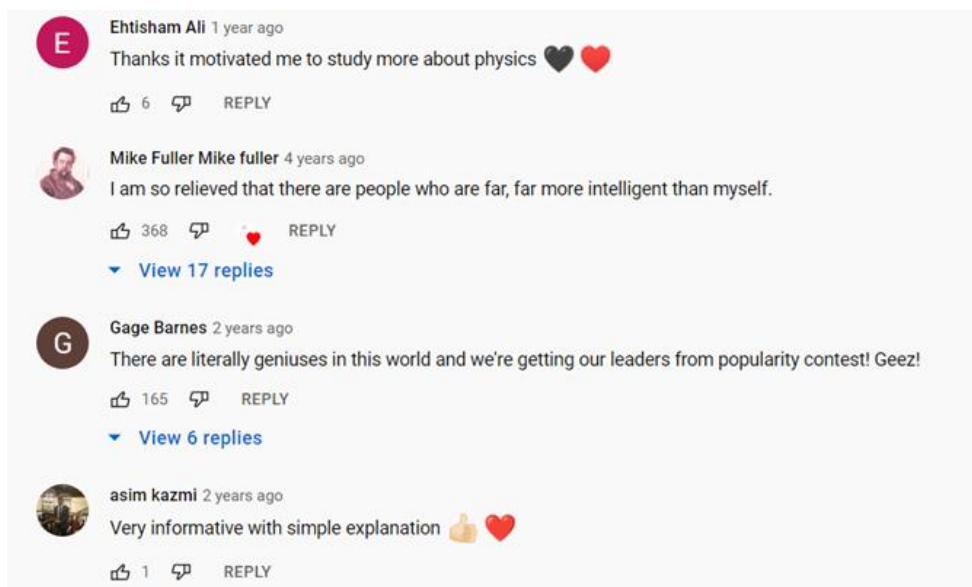 E
Ehtisham Ali 1 year ago
Thanks it motivated me to study more about physics 🖤 ❤️
6 REPLY
Mike Fuller Mike fuller 4 years ago
I am so relieved that there are people who are far, far more intelligent than myself.
368 REPLY
View 17 replies
G
Gage Barnes 2 years ago
There are literally geniuses in this world and we're getting our leaders from popularity contest! Geez!
165 REPLY
View 6 replies
asim kazmi 2 years ago
Very informative with simple explanation 👍🏻 ❤️
1 REPLY